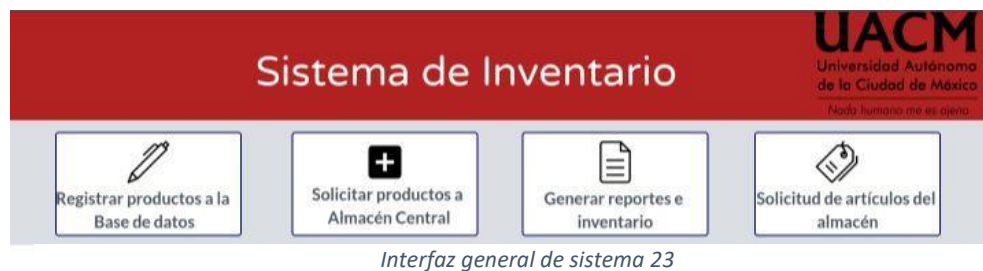 UACM
Universidad Autónoma
de la Ciudad de México
Nada humano me es ajeno
Sistema de Inventario
Registrar productos a la
Base de datos
Solicitar productos a
Almacén Central
Generar reportes e
inventario
Solicitud de artículos del
almacén
Interfaz general de sistema 23